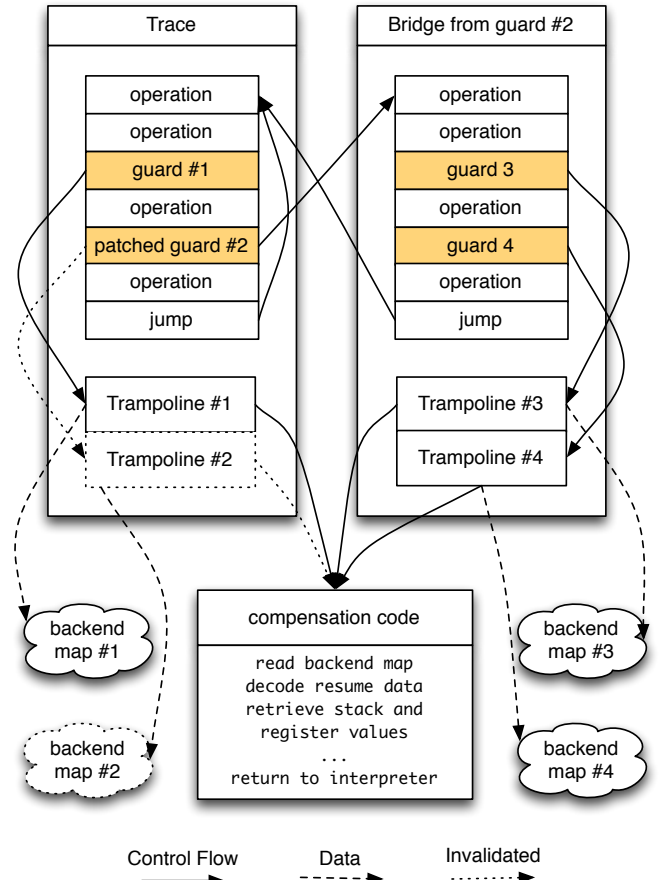 Trace
operation
operation
guard #1
operation
patched guard #2
operation
jump
Trampoline #1
Trampoline #2
Bridge from guard #2
operation
operation
guard 3
operation
guard 4
operation
jump
Trampoline #3
Trampoline #4
backend
map #1
backend
map #2
compensation code
read backend map
decode resume data
retrieve stack and
register values
...
return to interpreter
backend
map #3
backend
map #4
Control Flow
Data
Invalidated